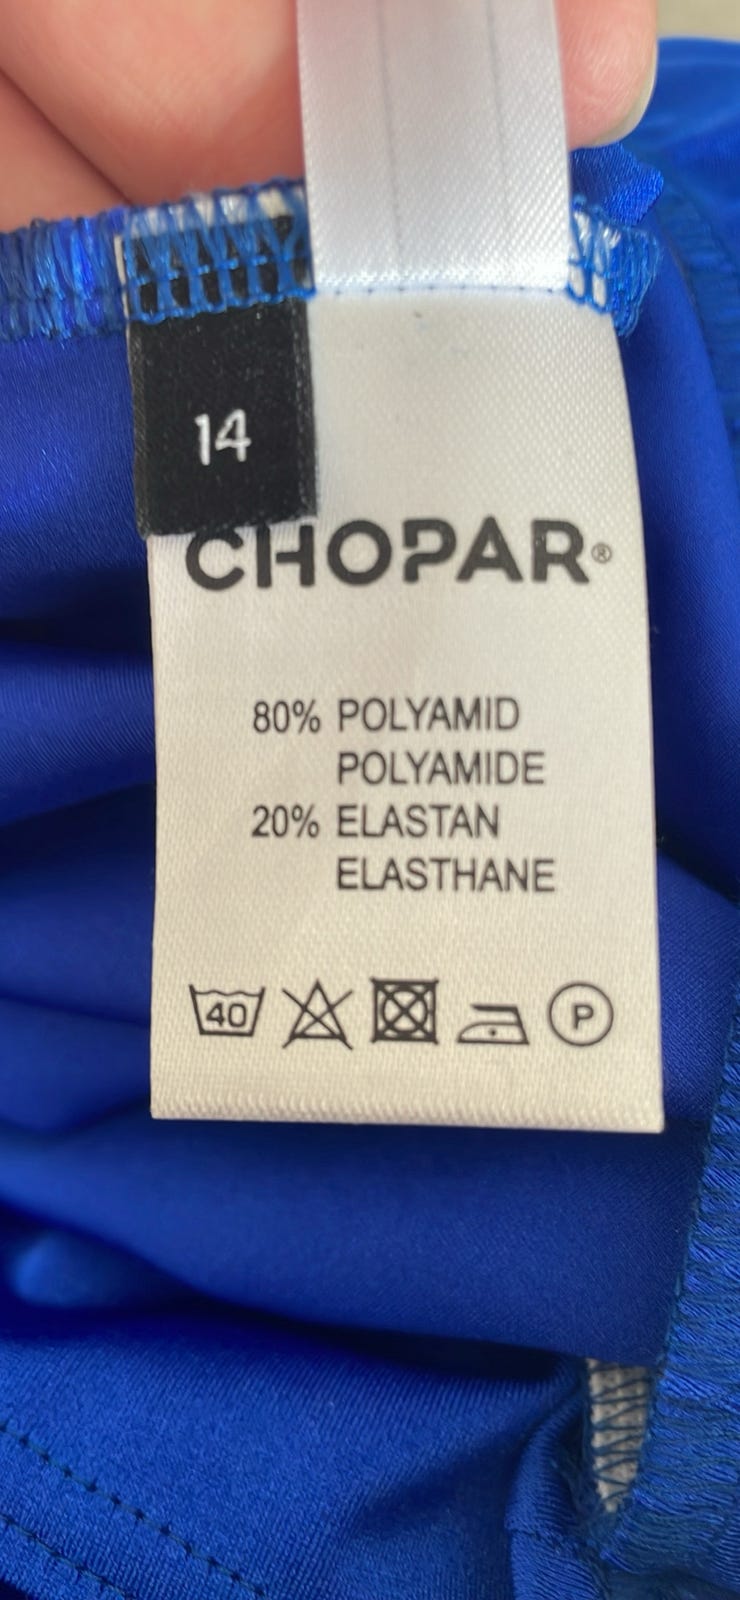 14
CHOPAR®
80% POLYAMID
POLYAMIDE
20% ELASTAN
ELASTHANE
40 P